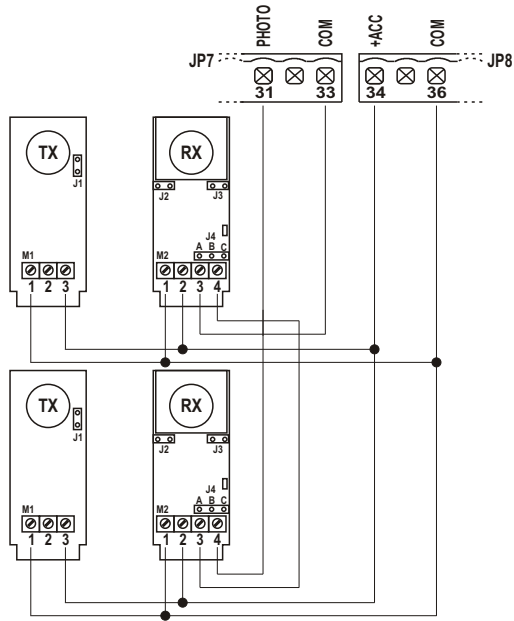 PHOTO COM +ACC COM
JP7 JP8
31 33 34 36
TX RX
J1 J2 J3
J4
M1 M2 A B C
1 2 3 1 2 3 4
TX RX
J1 J2 J3
J4
M1 M2 A B C
1 2 3 1 2 3 4